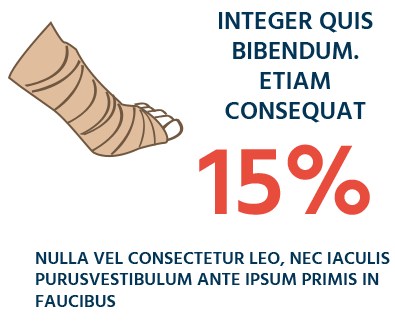 INTEGER QUIS
BIBENDUM.
ETIAM
CONSEQUAT
15%
NULLA VEL CONSECTETUR LEO, NEC IACULIS
PURUSVESTIBULUM ANTE IPSUM PRIMIS IN
FAUCIBUS